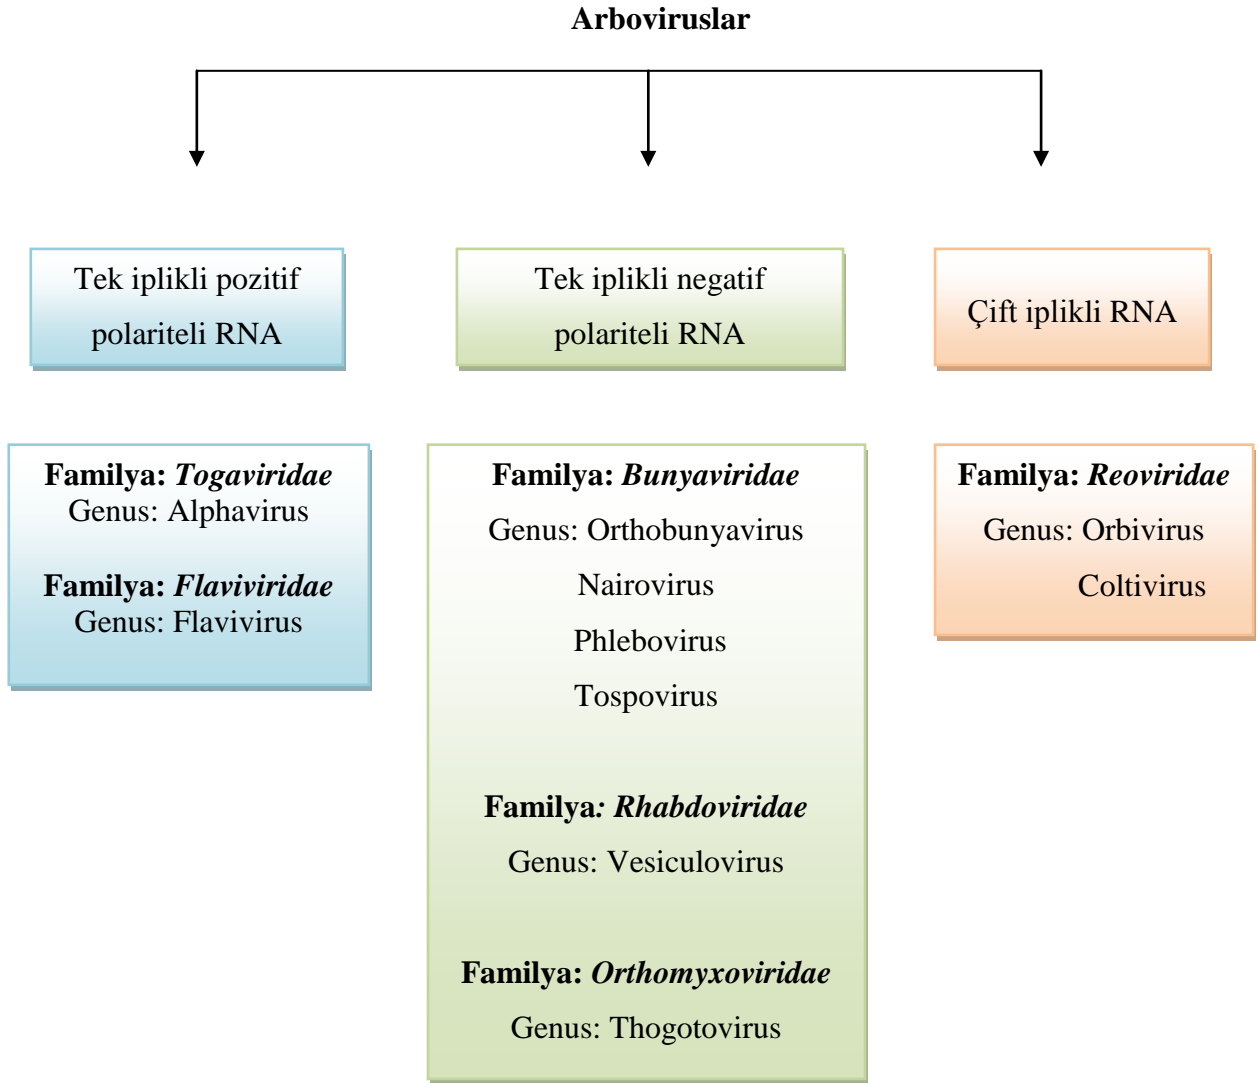 Arboviruslar
Tek iplikli pozitif
polariteli RNA
Tek iplikli negatif
polariteli RNA
Çift iplikli RNA
Familya: Togaviridae
Genus: Alphavirus
Familya: Flaviviridae
Genus: Flavivirus
Familya: Bunyaviridae
Genus: Orthobunyavirus
Nairovirus
Phlebovirus
Tospovirus
Familya: Rhabdoviridae
Genus: Vesiculovirus
Familya: Orthomyxoviridae
Genus: Thogotovirus
Familya: Reoviridae
Genus: Orbivirus
Coltivirus